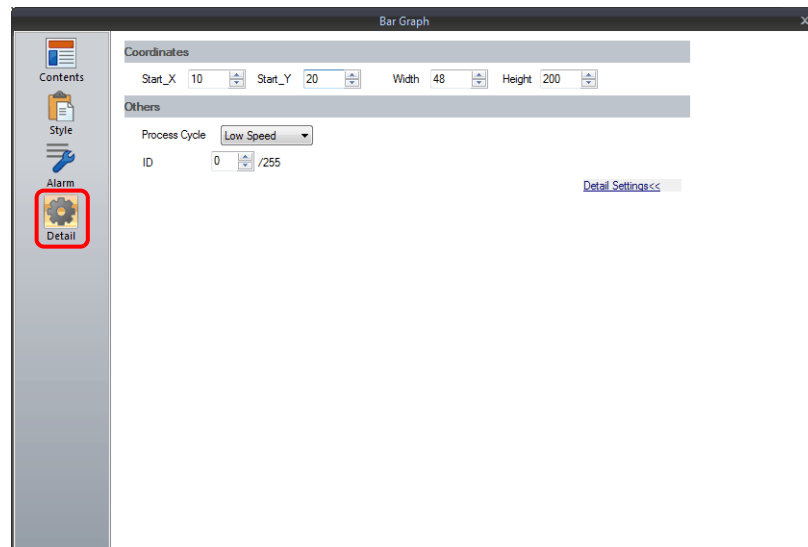 Bar Graph
x
Contents
Style
Alarm
Detail
Coordinates
Start_X 10 Start_Y 20 Width 48 Height 200
Others
Process Cycle Low Speed
ID 0 /255
Detail Settings<<